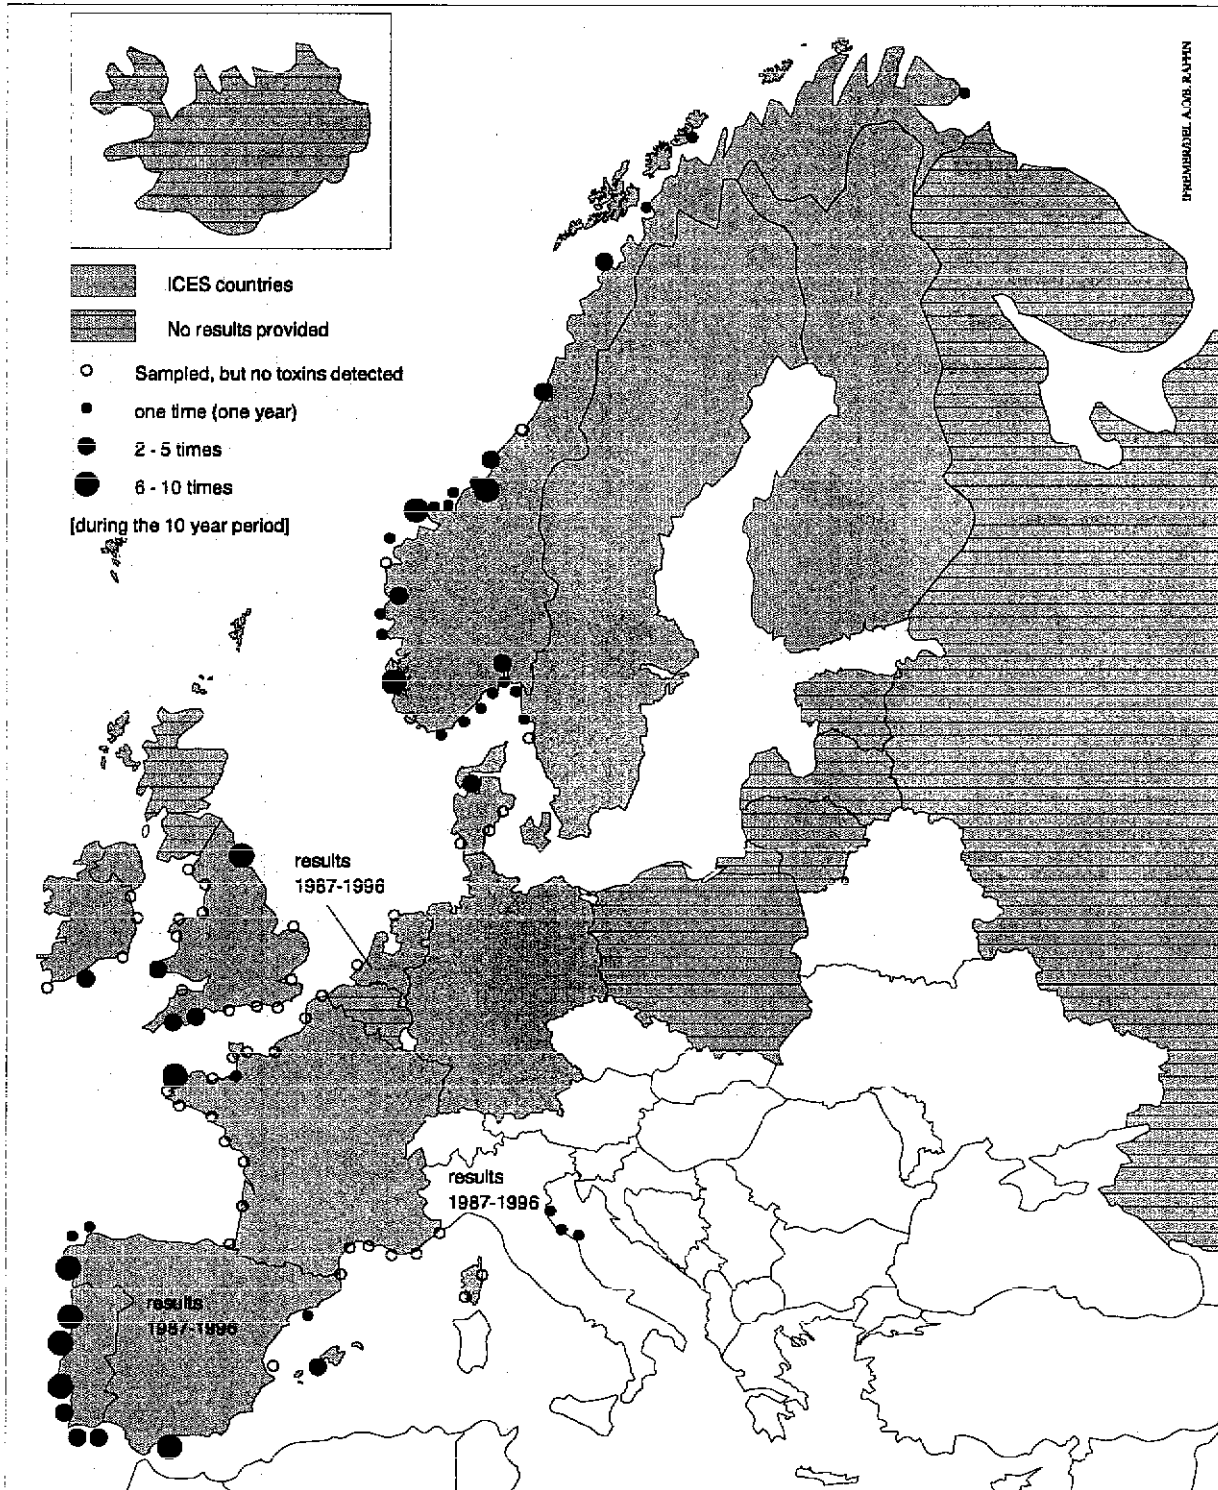 ICES countries
No results provided
Sampled, but no toxins detected
one time (one year)
2 - 5 times
6 - 10 times
[during the 10 year period]
results
1987-1996
results
1987-1996
results
1987-1996